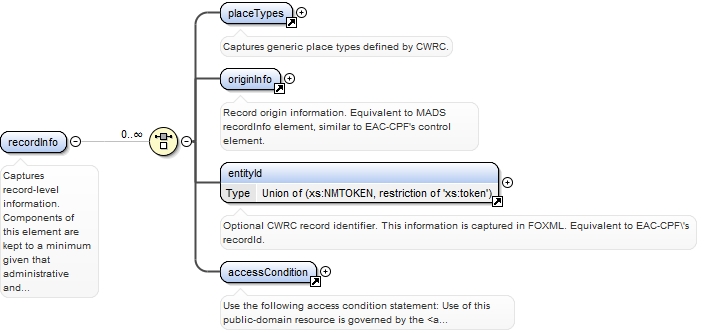 placeTypes
Captures generic place types defined by CWRC.
originInfo
Record origin information. Equivalent to MADS
recordInfo element, similar to EAC-CPF's control
element.
recordInfo
0..∞
Captures
record-level
information.
Components of
this element are
kept to a minimum
given that
administrative
and...
entityId
Type Union of (xs:NMTOKEN, restriction of 'xs:token')
Optional CWRC record identifier. This information is captured in FOXML. Equivalent to EAC-CPF\'s
recordId.
accessCondition
Use the following access condition statement: Use of this
public-domain resource is governed by the <a...